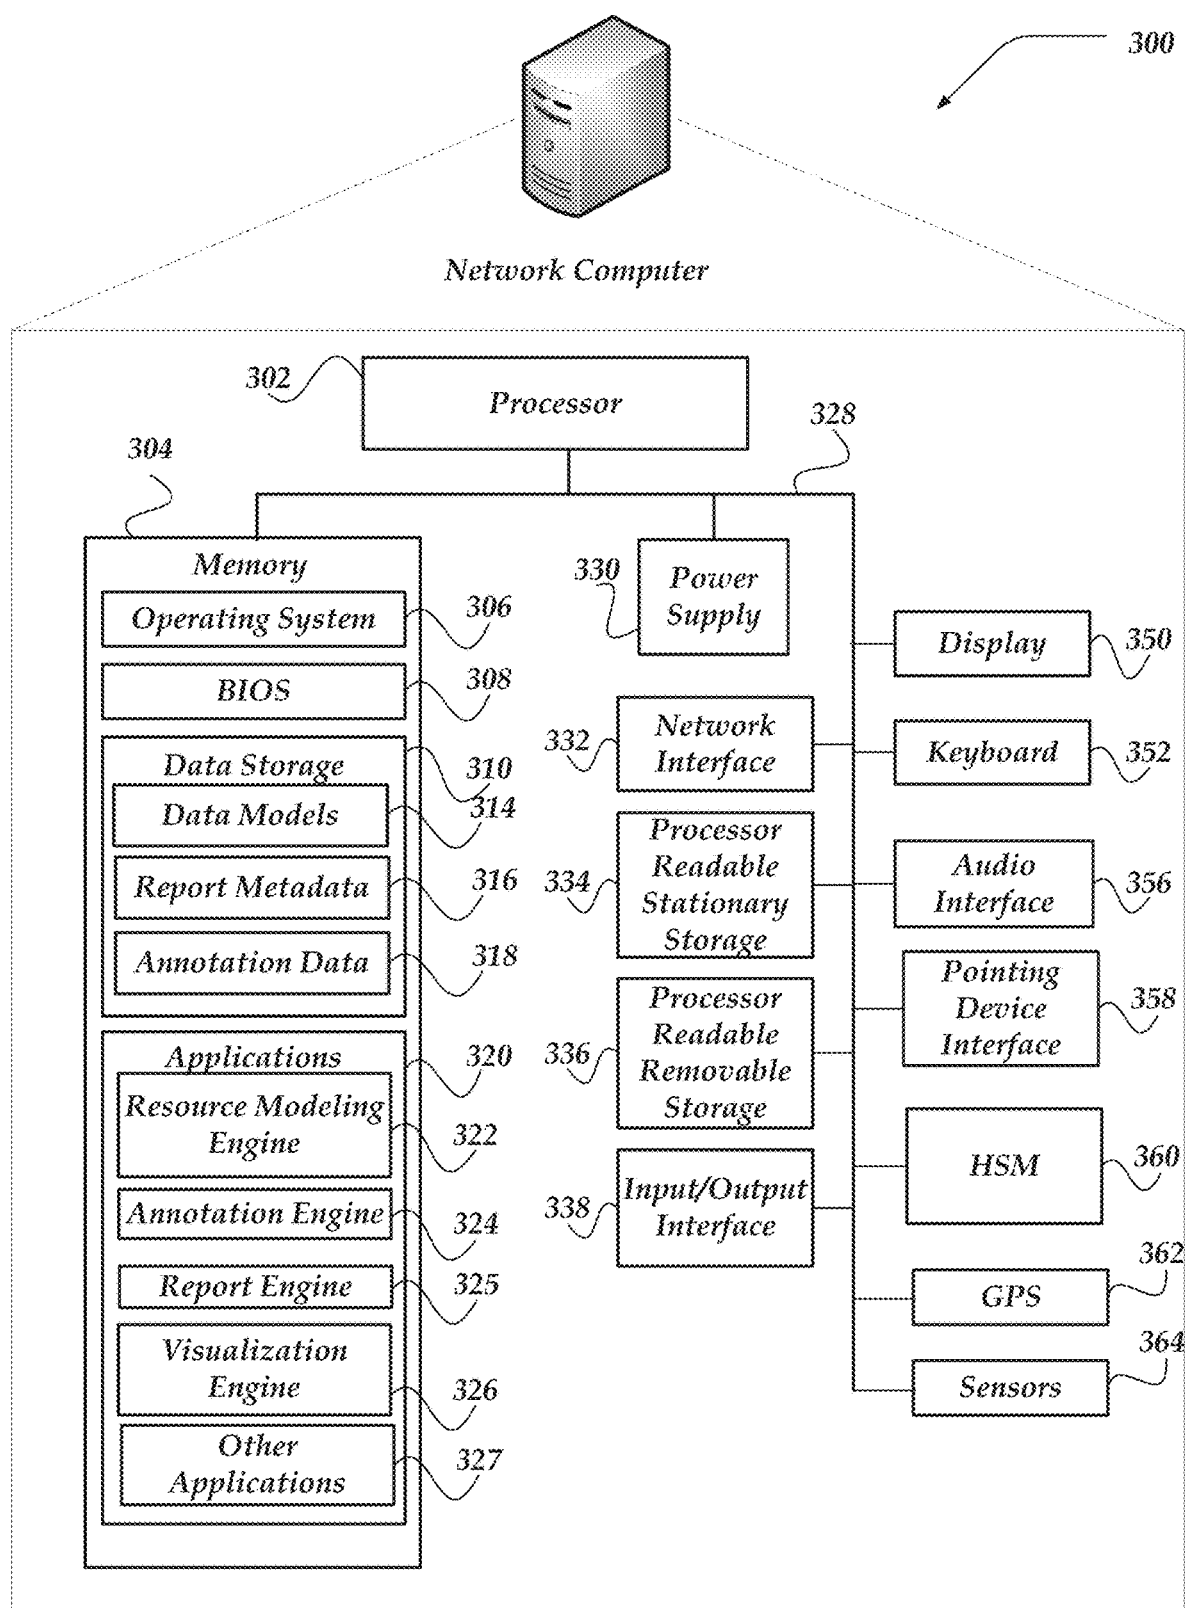 300
Network Computer
302
Processor
328
304
Memory
Operating System
306
BIOS
308
Data Storage
310
Data Models
314
Report Metadata
316
Annotation Data
318
Applications
320
Resource Modeling
Engine
322
Annotation Engine
324
Report Engine
325
Visualization
Engine
326
Other
Applications
327
330
Power
Supply
332
Network
Interface
334
Processor
Readable
Stationary
Storage
336
Processor
Readable
Removable
Storage
338
Input/Output
Interface
Display
350
Keyboard
352
Audio
Interface
356
Pointing
Device
Interface
358
HSM
360
GPS
362
Sensors
364